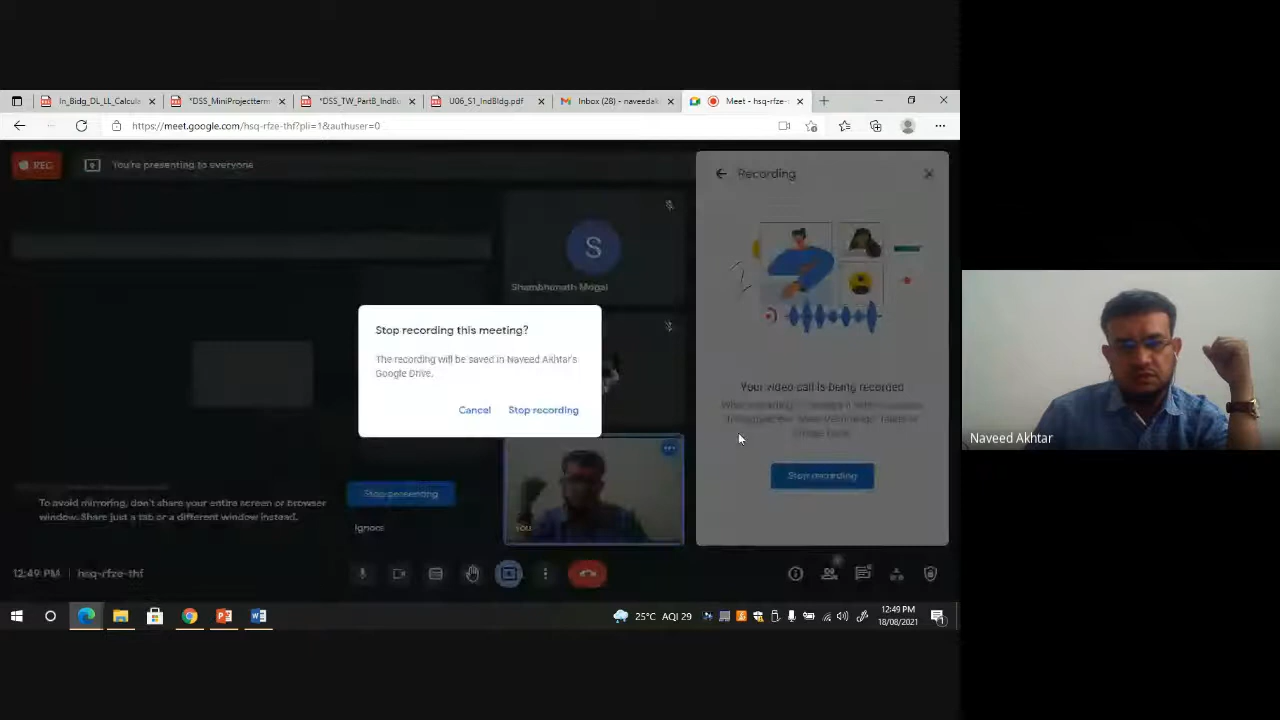 In_Bidg_DL_LL_Calcula
*DSS_MiniProjectterm
*DSS_TW_PartB_IndBu
U06_S1_IndBldg.pdf
Inbox (28) - naveedak
Meet - hsq-rfze-
https://meet.google.com/hsq-rfze-thf?pli=1&authuser=0
REC
You're presenting to everyone
Recording
S
Shambhunath Mogal
Stop recording this meeting?
The recording will be saved in Naveed Akhtar's
Google Drive.
Cancel
Stop recording
Your video call is being recorded
Stop recording
To avoid mirroring, don't share your entire screen or browser
window. Share just a tab or a different window instead.
Stop presenting
Ignore
You
Naveed Akhtar
12:49 PM | hsq-rfze-thf
25°C AQI 29
12:49 PM
18/08/2021
1